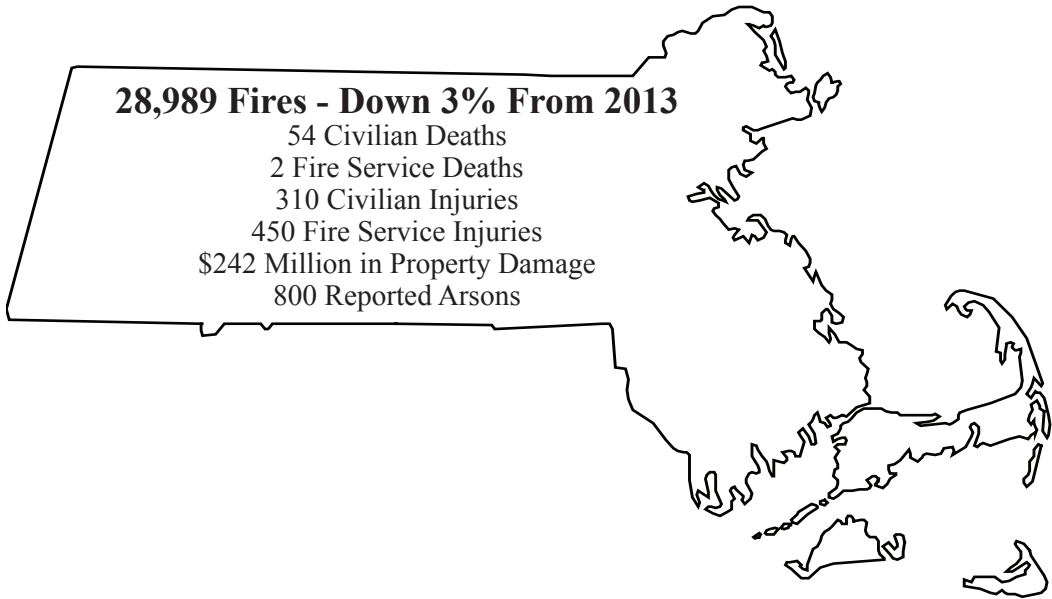 28,989 Fires - Down 3% From 2013
54 Civilian Deaths
2 Fire Service Deaths
310 Civilian Injuries
450 Fire Service Injuries
$242 Million in Property Damage
800 Reported Arsons